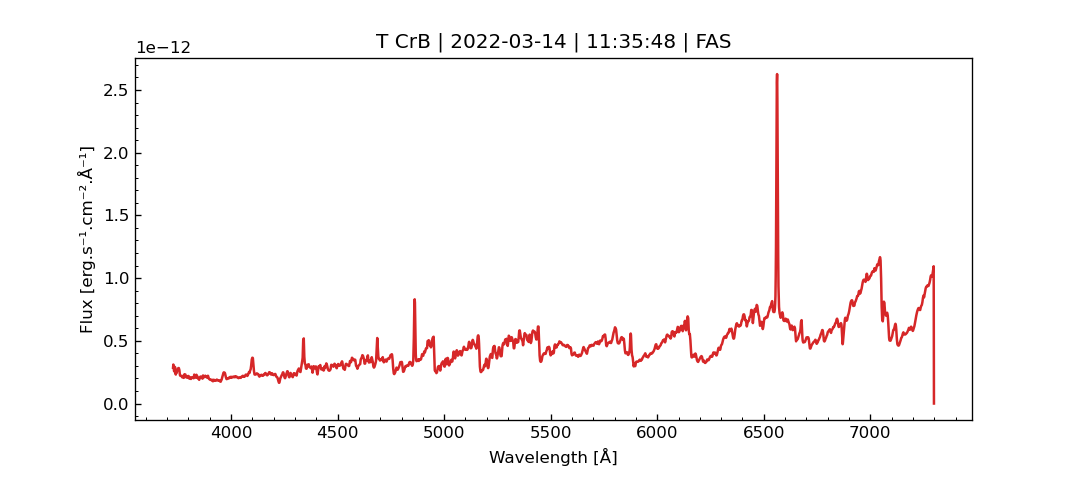 T CrB | 2022-03-14 | 11:35:48 | FAS
1e−12
2.5
2.0
1.5
1.0
0.5
0.0
Flux [erg.s⁻¹.cm⁻².Å⁻¹]
4000 4500 5000 5500 6000 6500 7000
Wavelength [Å]